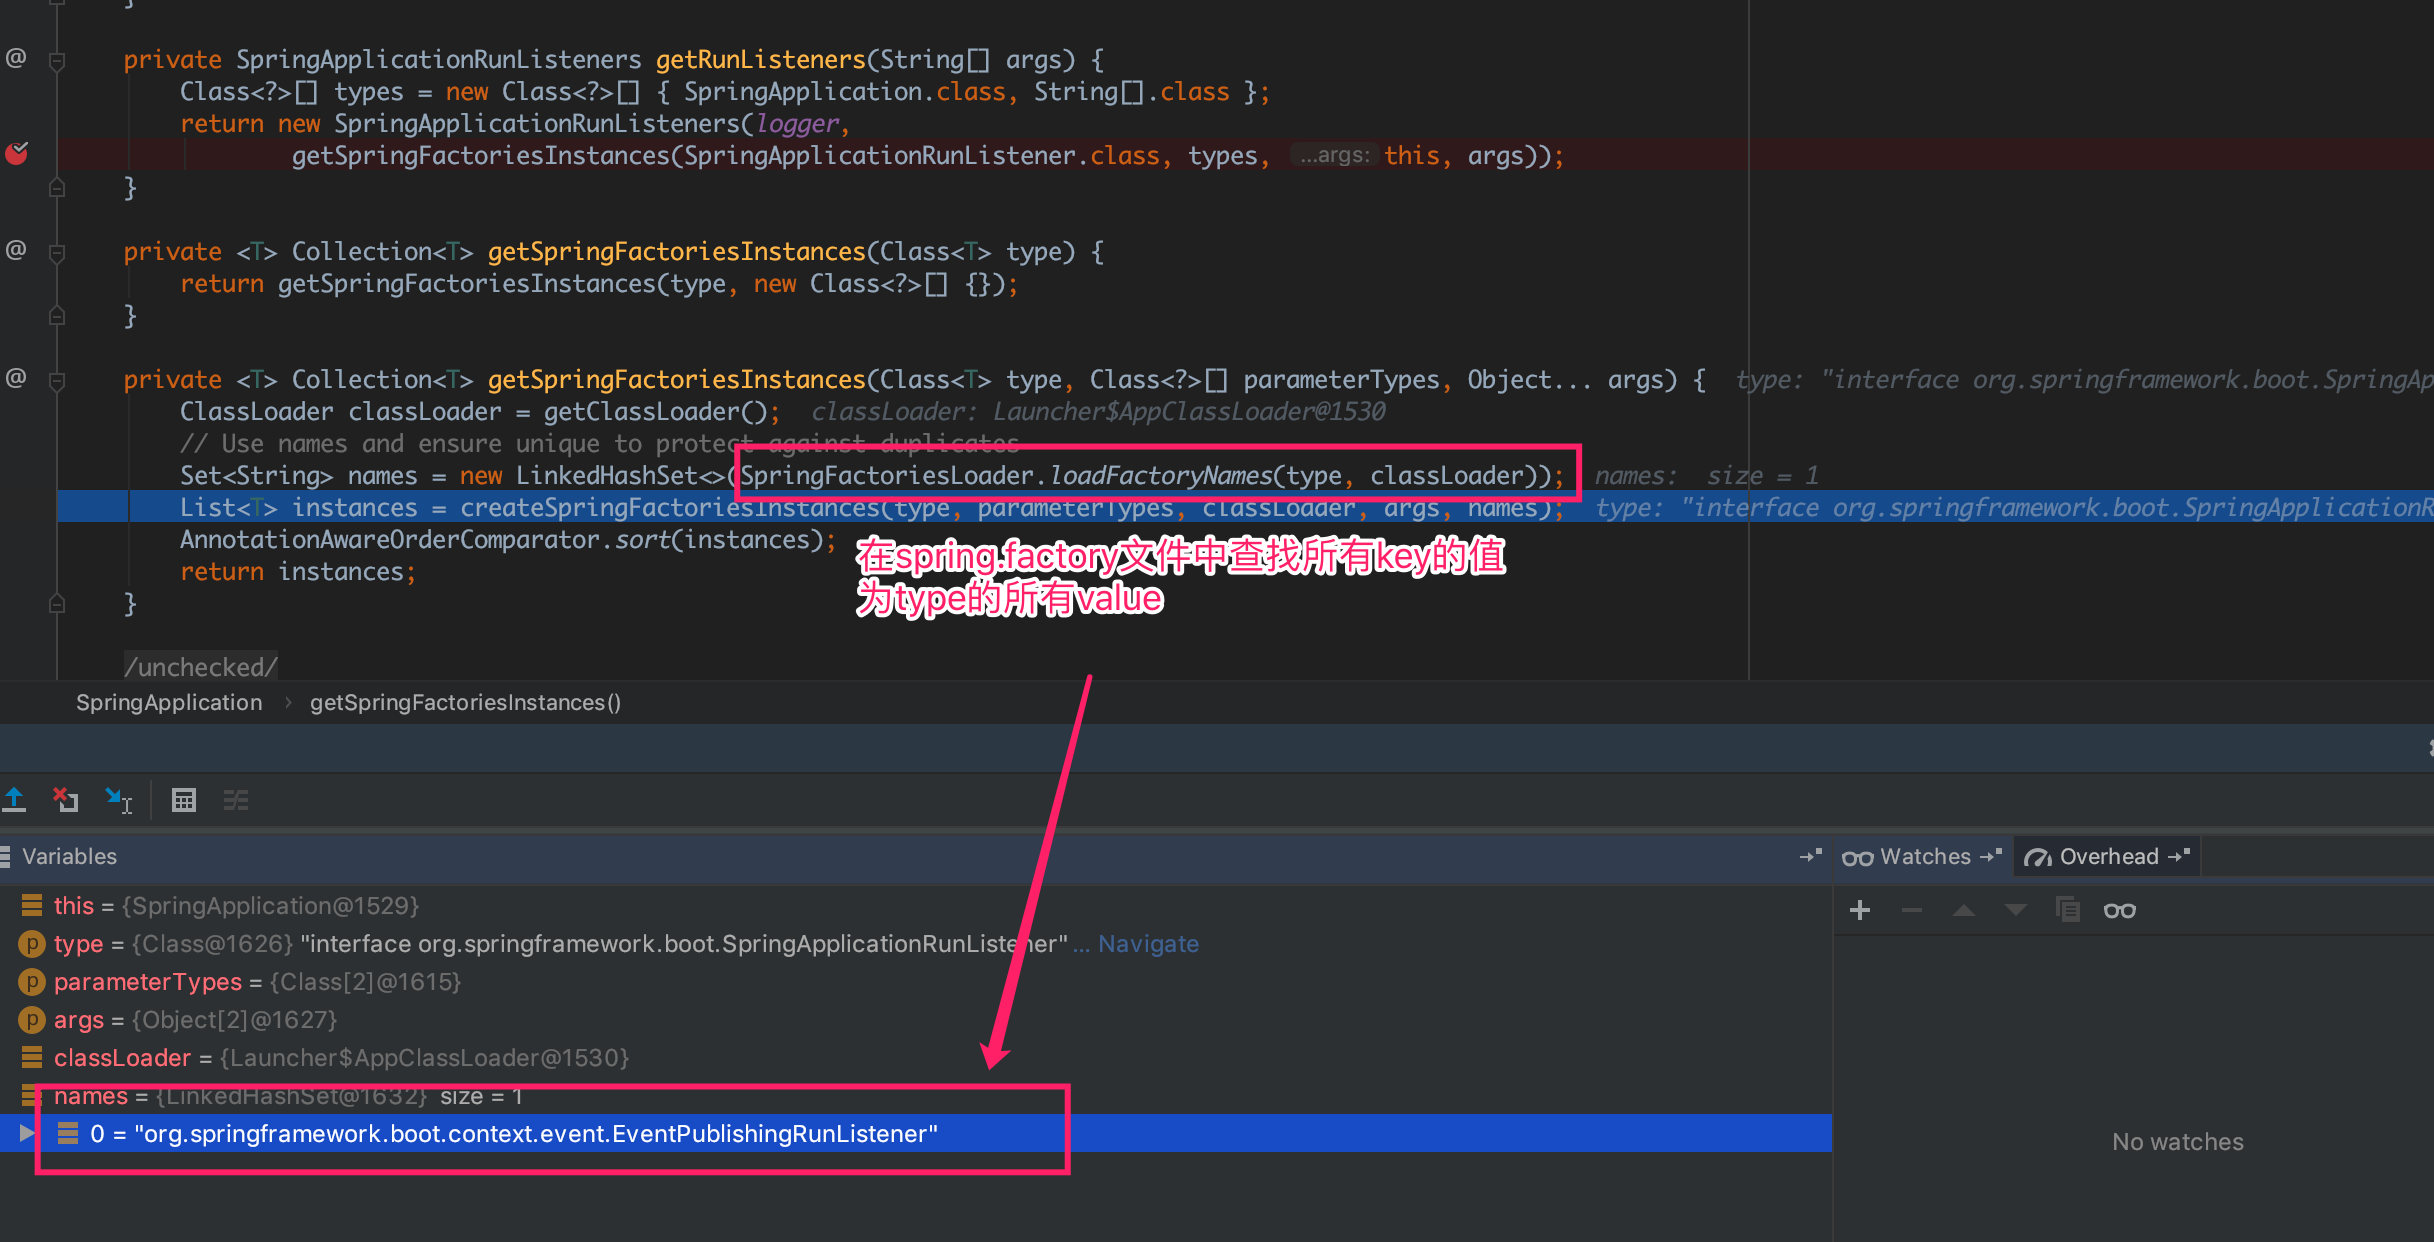 }
private SpringApplicationRunListeners getRunListeners(String[] args) {
Class<?>[] types = new Class<?>[] { SpringApplication.class, String[].class };
return new SpringApplicationRunListeners(logger,
getSpringFactoriesInstances(SpringApplicationRunListener.class, types, ...args: this, args));
}
private <T> Collection<T> getSpringFactoriesInstances(Class<T> type) {
return getSpringFactoriesInstances(type, new Class<?>[] {});
}
private <T> Collection<T> getSpringFactoriesInstances(Class<T> type, Class<?>[] parameterTypes, Object... args) { type: "interface org.springframework.boot.SpringAp
ClassLoader classLoader = getClassLoader(); classLoader: Launcher$AppClassLoader@1530
// Use names and ensure unique to protect against duplicates
Set<String> names = new LinkedHashSet<>(SpringFactoriesLoader.loadFactoryNames(type, classLoader)); names: size = 1
List<T> instances = createSpringFactoriesInstances(type, parameterTypes, classLoader, args, names); type: "interface org.springframework.boot.SpringApplicationR
AnnotationAwareOrderComparator.sort(instances);
return instances;
}
在spring.factory文件中查找所有key的值
为type的所有value
/unchecked/
SpringApplication › getSpringFactoriesInstances()
Variables
Watches
Overhead
this = {SpringApplication@1529}
type = {Class@1626} "interface org.springframework.boot.SpringApplicationRunListener" ... Navigate
parameterTypes = {Class[2]@1615}
args = {Object[2]@1627}
classLoader = {Launcher$AppClassLoader@1530}
names = {LinkedHashSet@1632} size = 1
0 = "org.springframework.boot.context.event.EventPublishingRunListener"
No watches